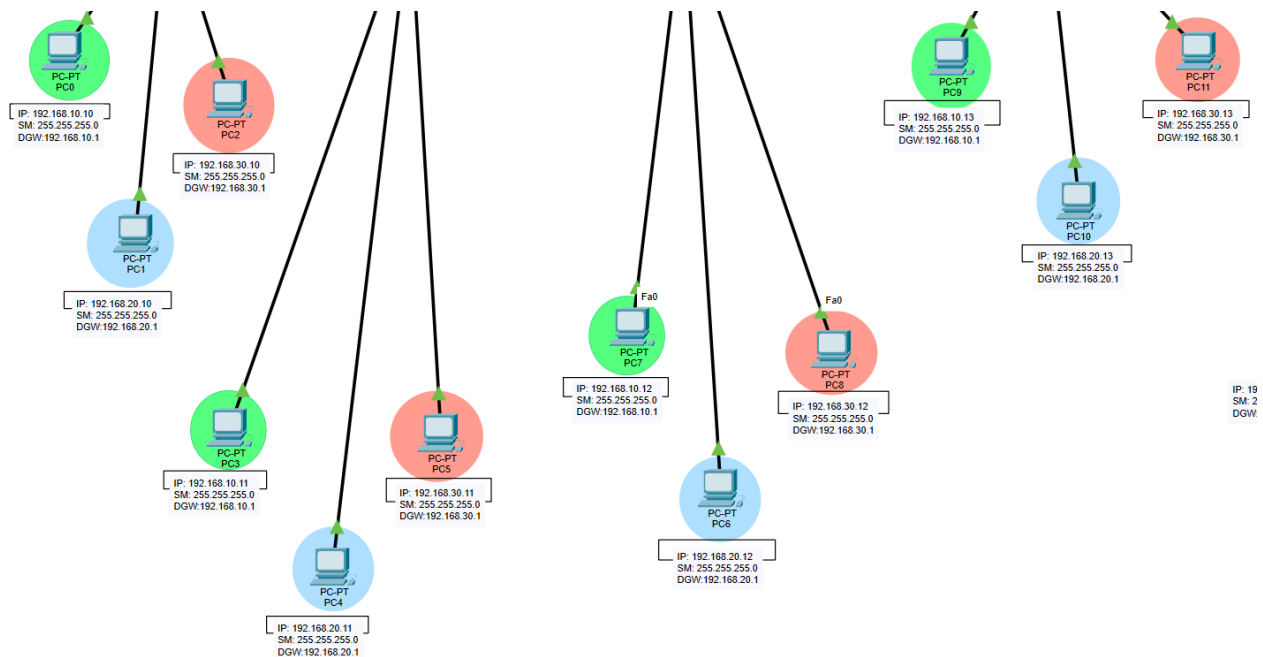 PC-PT
PC0
IP: 192.168.10.10
SM: 255.255.255.0
DGW:192.168.10.1
PC-PT
PC2
IP: 192.168.30.10
SM: 255.255.255.0
DGW:192.168.30.1
PC-PT
PC1
IP: 192.168.20.10
SM: 255.255.255.0
DGW:192.168.20.1
PC-PT
PC3
IP: 192.168.10.11
SM: 255.255.255.0
DGW:192.168.10.1
PC-PT
PC5
IP: 192.168.30.11
SM: 255.255.255.0
DGW:192.168.30.1
PC-PT
PC4
IP: 192.168.20.11
SM: 255.255.255.0
DGW:192.168.20.1
Fa0
PC-PT
PC7
IP: 192.168.10.12
SM: 255.255.255.0
DGW:192.168.10.1
Fa0
PC-PT
PC8
IP: 192.168.30.12
SM: 255.255.255.0
DGW:192.168.30.1
PC-PT
PC6
IP: 192.168.20.12
SM: 255.255.255.0
DGW:192.168.20.1
PC-PT
PC9
IP: 192.168.10.13
SM: 255.255.255.0
DGW:192.168.10.1
PC-PT
PC11
IP: 192.168.30.13
SM: 255.255.255.0
DGW:192.168.30.1
PC-PT
PC10
IP: 192.168.20.13
SM: 255.255.255.0
DGW:192.168.20.1
IP: 19
SM: 2
DGW: